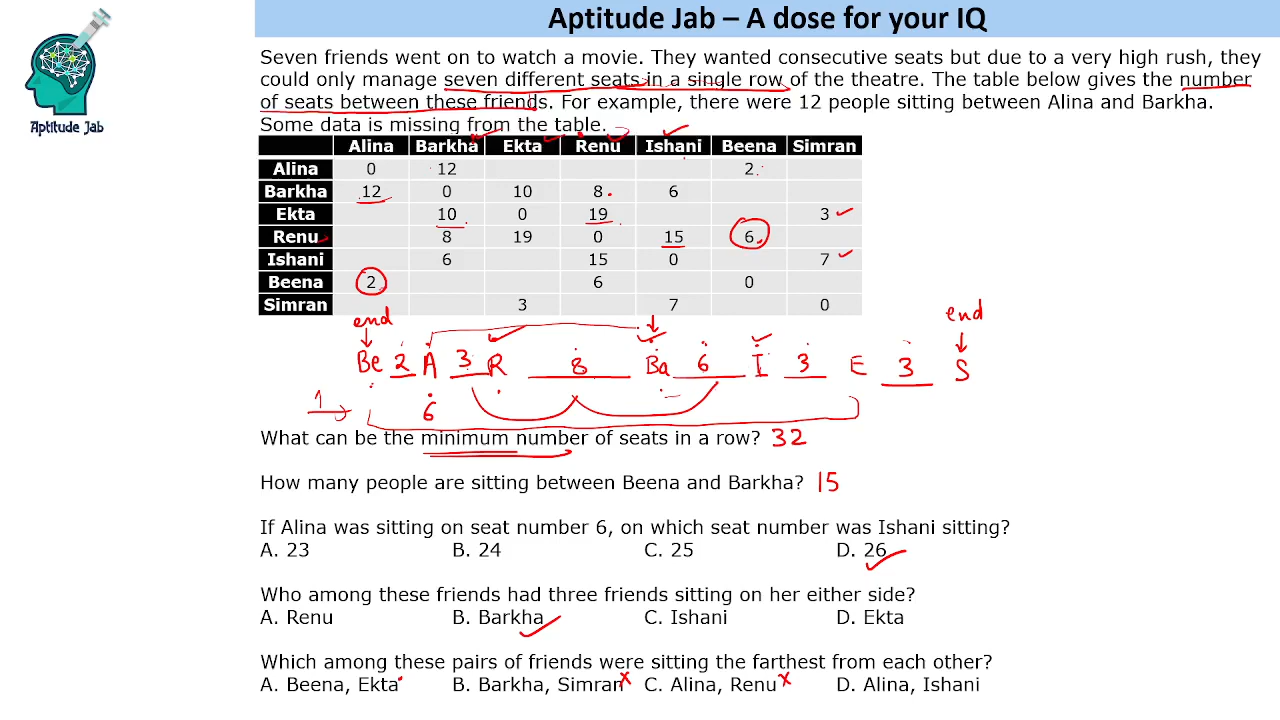 Aptitude Jab – A dose for your IQ
Aptitude Jab
Seven friends went on to watch a movie. They wanted consecutive seats but due to a very high rush, they
could only manage seven different seats in a single row of the theatre. The table below gives the number
of seats between these friends. For example, there were 12 people sitting between Alina and Barkha.
Some data is missing from the table.
Alina Barkha Ekta Renu Ishani Beena Simran
Alina 0 12 2
Barkha 12 0 10 8 6
Ekta 10 0 19 3
Renu 8 19 0 15 6
Ishani 6 15 0 7
Beena 2 6 0
Simran 3 7 0
end end
Be 2 A 3 R 8 Ba 6 I 3 E 3 S
1 6
What can be the minimum number of seats in a row? 32
How many people are sitting between Beena and Barkha? 15
If Alina was sitting on seat number 6, on which seat number was Ishani sitting?
A. 23 B. 24 C. 25 D. 26
Who among these friends had three friends sitting on her either side?
A. Renu B. Barkha C. Ishani D. Ekta
Which among these pairs of friends were sitting the farthest from each other?
A. Beena, Ekta B. Barkha, Simran C. Alina, Renu D. Alina, Ishani